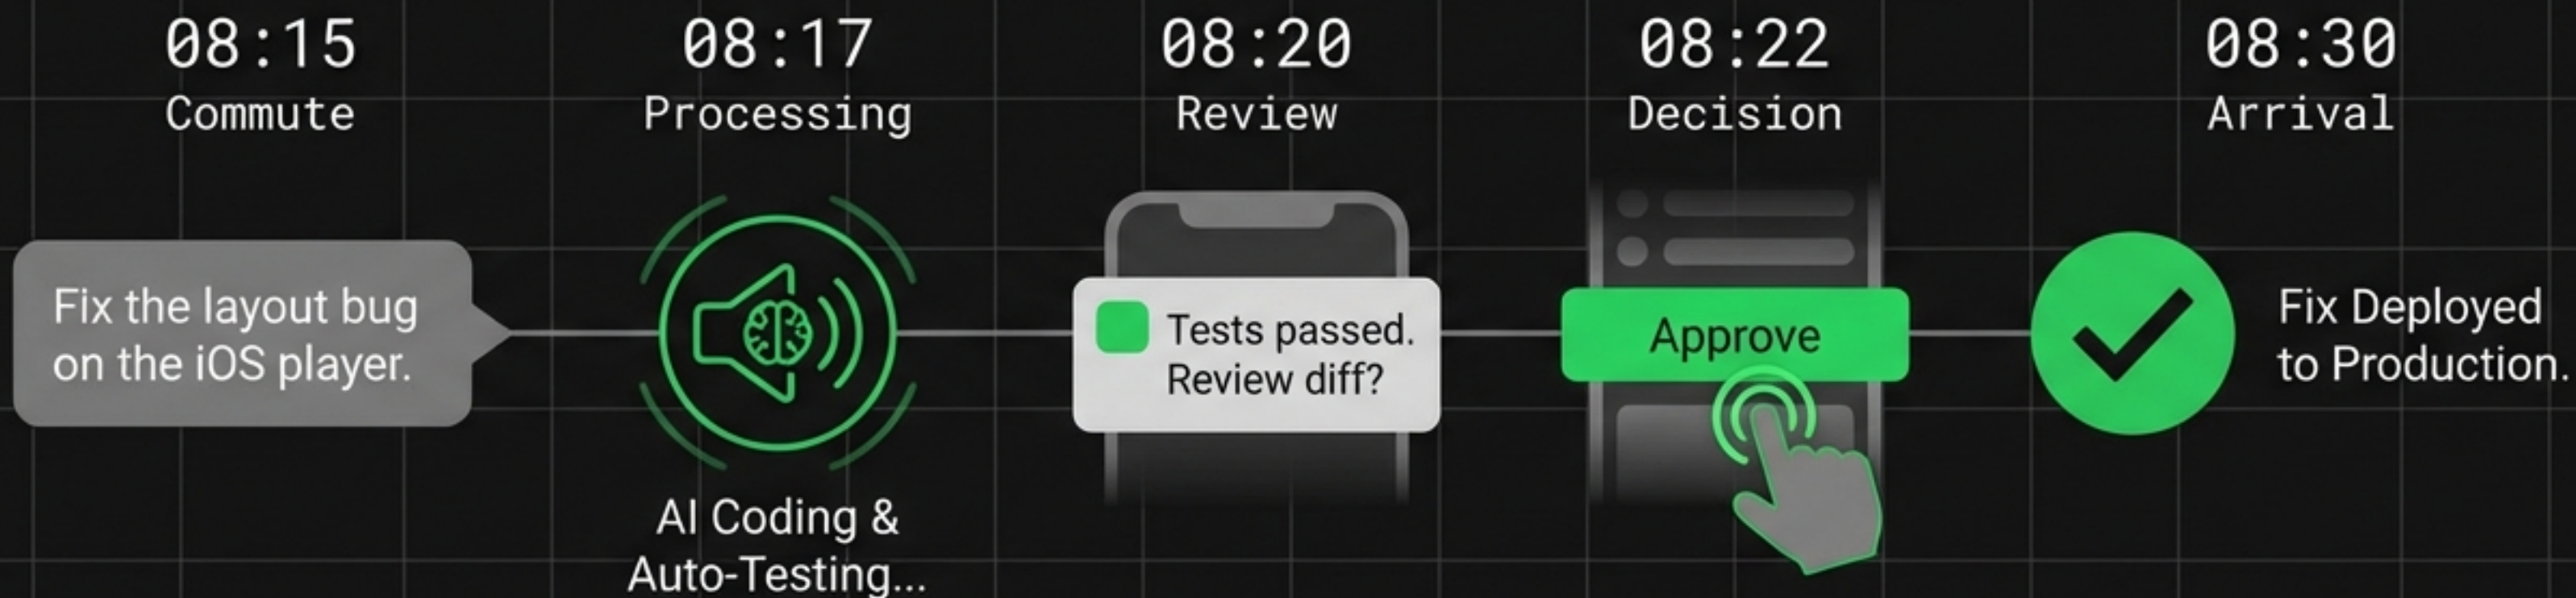 08:15
Commute
Fix the layout bug
on the iOS player.
08:17
Processing
AI Coding &
Auto-Testing...
08:20
Review
Tests passed.
Review diff?
08:22
Decision
Approve
08:30
Arrival
Fix Deployed
to Production.